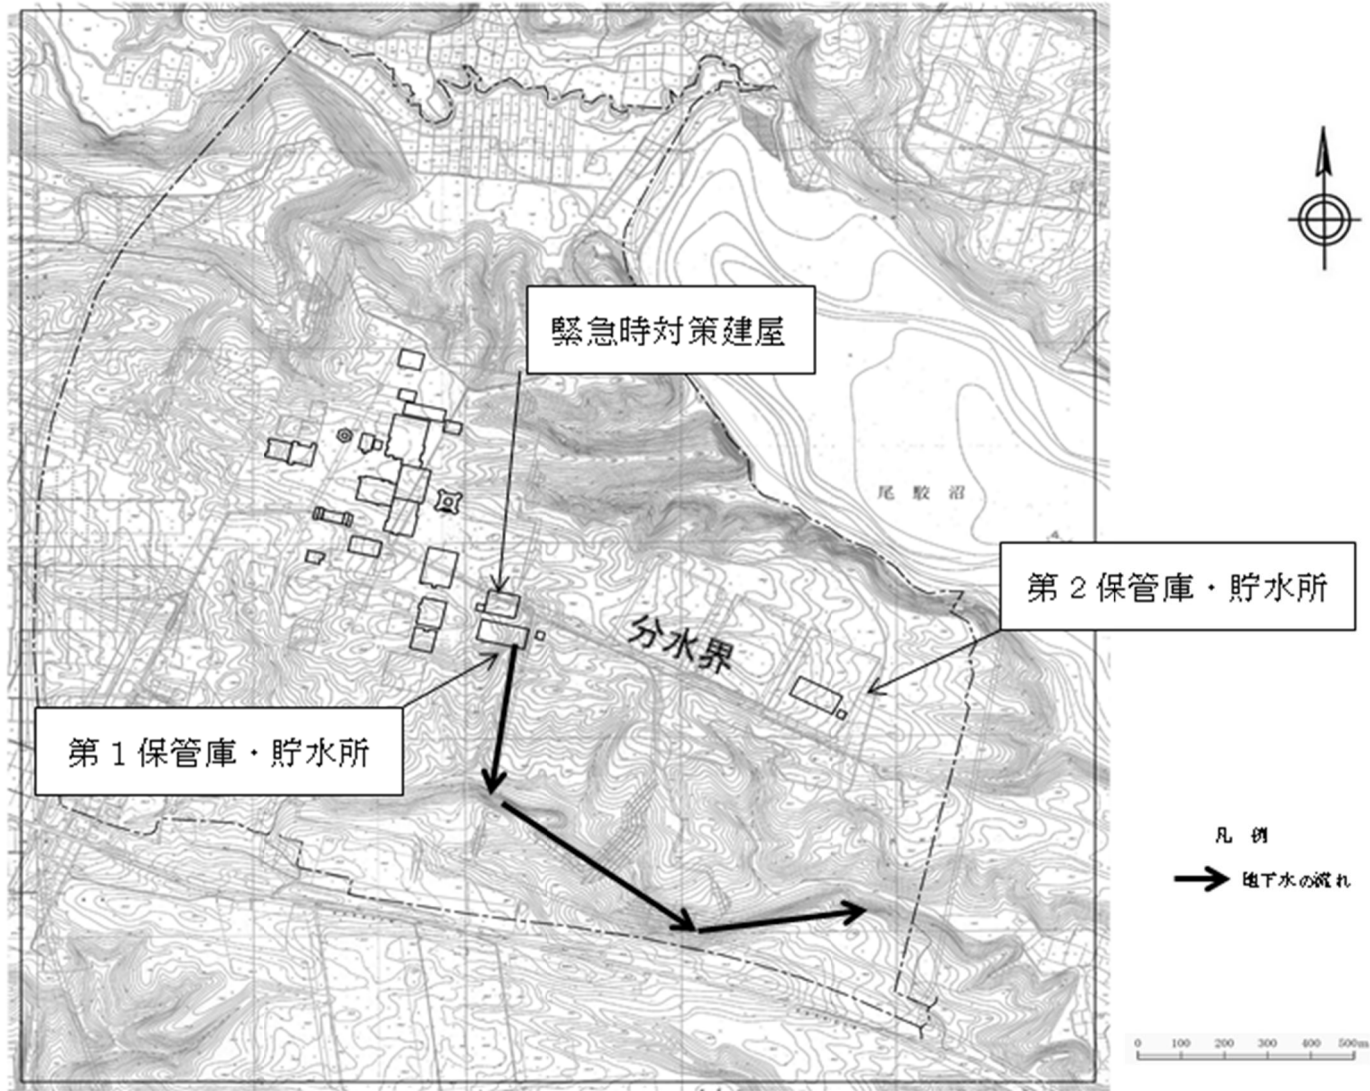 緊急時対策建屋
尾駮沼
第2保管庫・貯水所
分水界
第1保管庫・貯水所
凡例
地下水の流れ
0 100 200 300 400 500m